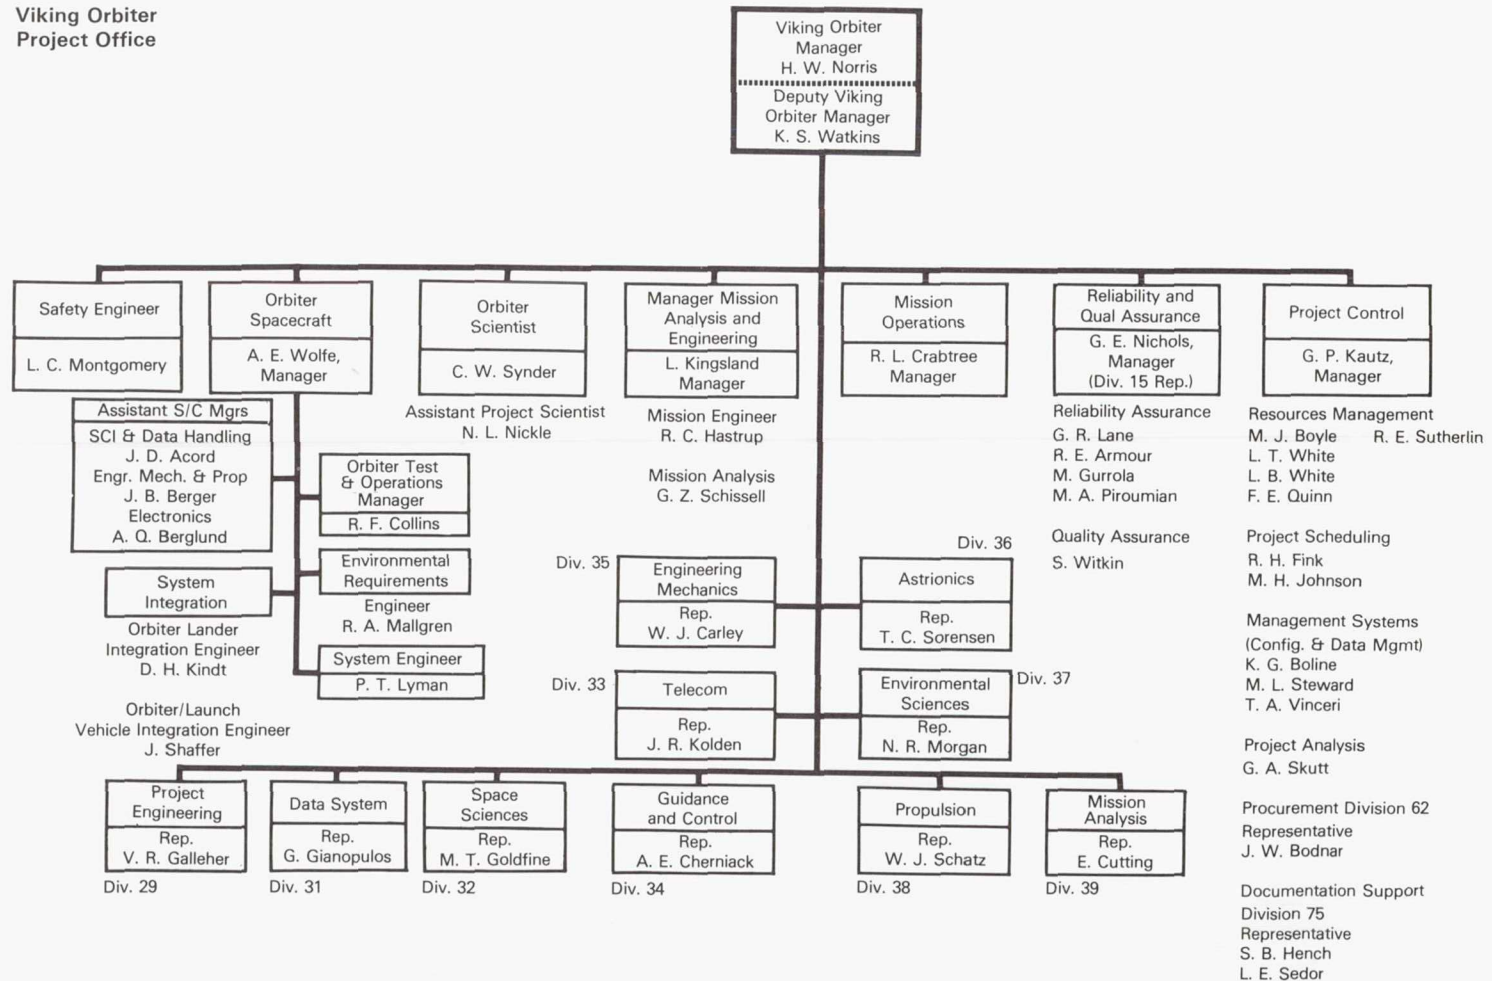 Viking Orbiter
Project Office
Viking Orbiter
Manager
H. W. Norris
Deputy Viking
Orbiter Manager
K. S. Watkins
Safety Engineer
L. C. Montgomery
Orbiter
Spacecraft
A. E. Wolfe,
Manager
Orbiter
Scientist
C. W. Synder
Assistant Project Scientist
N. L. Nickle
Manager Mission
Analysis and
Engineering
L. Kingsland
Manager
Mission Engineer
R. C. Hastrup
Mission Analysis
G. Z. Schissell
Mission
Operations
R. L. Crabtree
Manager
Reliability and
Qual Assurance
G. E. Nichols,
Manager
(Div. 15 Rep.)
Reliability Assurance
G. R. Lane
R. E. Armour
M. Gurrola
M. A. Piroumian
Quality Assurance
S. Witkin
Project Control
G. P. Kautz,
Manager
Resources Management
M. J. Boyle R. E. Sutherlin
L. T. White
L. B. White
F. E. Quinn
Project Scheduling
R. H. Fink
M. H. Johnson
Management Systems
(Config. & Data Mgmt)
K. G. Boline
M. L. Steward
T. A. Vinceri
Project Analysis
G. A. Skutt
Procurement Division 62
Representative
J. W. Bodnar
Documentation Support
Division 75
Representative
S. B. Hench
L. E. Sedor
Assistant S/C Mgrs
SCI & Data Handling
J. D. Acord
Engr. Mech. & Prop
J. B. Berger
Electronics
A. Q. Berglund
Orbiter Test
& Operations
Manager
R. F. Collins
Environmental
Requirements
Engineer
R. A. Mallgren
System
Integration
Orbiter Lander
Integration Engineer
D. H. Kindt
Orbiter/Launch
Vehicle Integration Engineer
J. Shaffer
System Engineer
P. T. Lyman
Div. 35
Engineering
Mechanics
Rep.
W. J. Carley
Div. 36
Astrionics
Rep.
T. C. Sorensen
Div. 33
Telecom
Rep.
J. R. Kolden
Div. 37
Environmental
Sciences
Rep.
N. R. Morgan
Project
Engineering
Rep.
V. R. Galleher
Div. 29
Data System
Rep.
G. Gianopulos
Div. 31
Space
Sciences
Rep.
M. T. Goldfine
Div. 32
Guidance
and Control
Rep.
A. E. Cherniack
Div. 34
Propulsion
Rep.
W. J. Schatz
Div. 38
Mission
Analysis
Rep.
E. Cutting
Div. 39